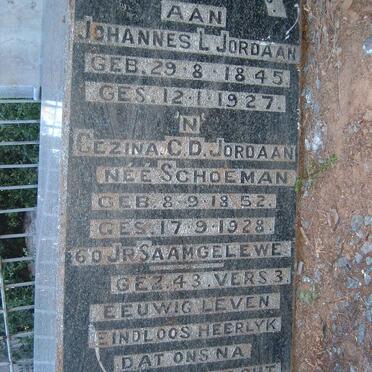 AAN
JOHANNES L. JORDAAN
GEB. 29·8·1845.
GES. 12·1·1927.
'N
GEZINA C. D. JORDAAN
NÉE SCHOEMAN
GEB. 8·9·1852.
GES. 17·9·1928.
60 JR SAAMGELEWE
GEZ. 43. VERS 3
EEUWIG LEVEN
EINDLOOS HEERLYK
DAT ONS NA